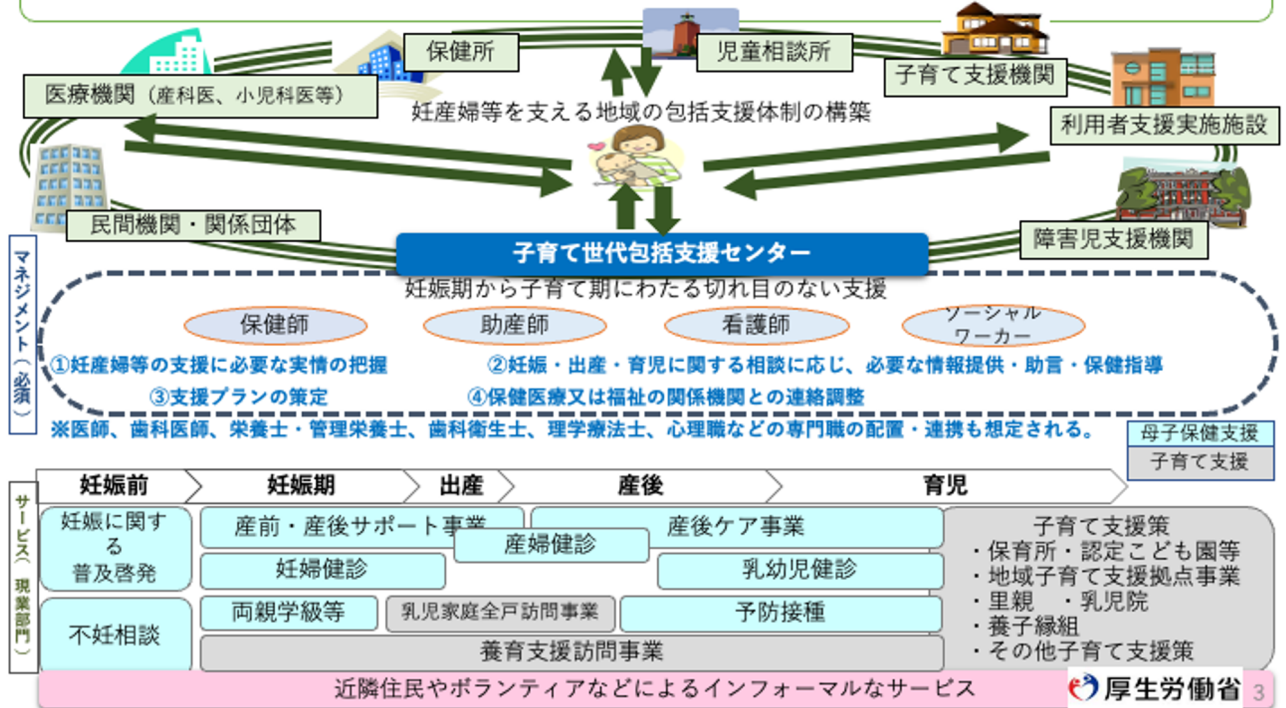 保健所
児童相談所
子育て支援機関
医療機関（産科医、小児科医等）
妊産婦等を支える地域の包括支援体制の構築
利用者支援実施施設
民間機関・関係団体
障害児支援機関
子育て世代包括支援センター
マネジメント（必須）
妊娠期から子育て期にわたる切れ目のない支援
保健師
助産師
看護師
ソーシャル
ワーカー
①妊産婦等の支援に必要な実情の把握
②妊娠・出産・育児に関する相談に応じ、必要な情報提供・助言・保健指導
③支援プランの策定
④保健医療又は福祉の関係機関との連絡調整
※医師、歯科医師、栄養士・管理栄養士、歯科衛生士、理学療法士、心理職などの専門職の配置・連携も想定される。
母子保健支援
子育て支援
サービス（現業部門）
妊娠前
妊娠期
出産
産後
育児
妊娠に関す
る
普及啓発
産前・産後サポート事業
産婦健診
産後ケア事業
妊婦健診
乳幼児健診
不妊相談
両親学級等
乳児家庭全戸訪問事業
予防接種
養育支援訪問事業
子育て支援策
・保育所・認定こども園等
・地域子育て支援拠点事業
・里親　・乳児院
・養子縁組
・その他子育て支援策
近隣住民やボランティアなどによるインフォーマルなサービス
厚生労働省
3